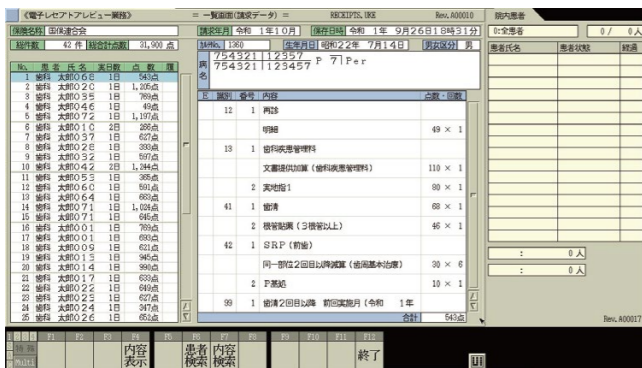 《電子レセプトアレビュー業務》 = 一覧画面(請求データ) = RECEIPTS.UKE Rev.A00010
保険名称 国保連合会 請求年月 令和 1年10月 保存日時 令和 1年 9月26日18時31分
総件数 42件 総合計点数 31,900 点 カルテNo. 1360 生年月日 昭和22年 7月14日 男女区分 男
病名 754321|12357 P 7|Per
754321|123457
No. 患者氏名 実日数 点数 履
1 歯科 太郎068 1日 543点
2 歯科 太郎020 1日 1,205点
3 歯科 太郎035 1日 769点
4 歯科 太郎046 1日 49点
5 歯科 太郎072 1日 1,197点
6 歯科 太郎010 2日 266点
7 歯科 太郎037 1日 627点
8 歯科 太郎028 1日 393点
9 歯科 太郎032 1日 597点
10 歯科 太郎042 2日 1,244点
11 歯科 太郎053 1日 365点
12 歯科 太郎060 1日 591点
13 歯科 太郎064 1日 663点
14 歯科 太郎071 1日 1,024点
15 歯科 太郎071 1日 645点
16 歯科 太郎001 1日 769点
17 歯科 太郎001 1日 693点
18 歯科 太郎009 1日 621点
19 歯科 太郎013 1日 945点
20 歯科 太郎014 1日 990点
21 歯科 太郎017 1日 633点
22 歯科 太郎022 1日 649点
23 歯科 太郎023 1日 627点
24 歯科 太郎024 1日 347点
25 歯科 太郎026 1日 652点
E 識別 番号 内容 点数・回数
12 1 再診
明細 49 × 1
13 1 歯科疾患管理料
文書提供加算(歯科疾患管理料) 110 × 1
2 実地指1 80 × 1
41 1 歯清 68 × 1
2 根管貼薬(3根管以上) 46 × 1
42 1 SRP(前歯)
同一部位2回目以降減算(歯周基本治療) 30 × 6
2 P基処 10 × 1
99 1 歯清2回目以降 前回実施月(令和 1年
合計 543点
院内患者
0:全患者 0/ 0人
患者氏名 患者状態 経過
: 0人
: 0人
Rev.A00017
F1 F2 F3 F4 F5 F6 F7 F8 F9 F10 F11 F12
特殊 Multi
内容表示 患者検索 内容検索 終了